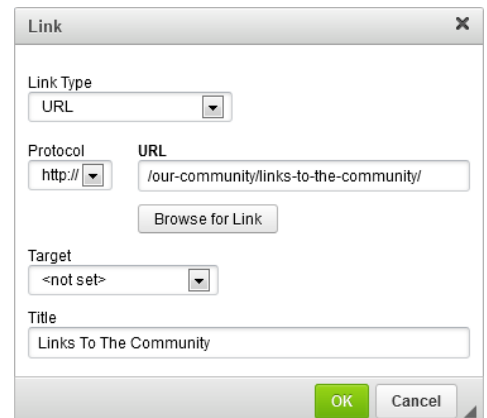 Link
Link Type
URL
Protocol URL
http:// /our-community/links-to-the-community/
Browse for Link
Target
<not set>
Title
Links To The Community
OK Cancel